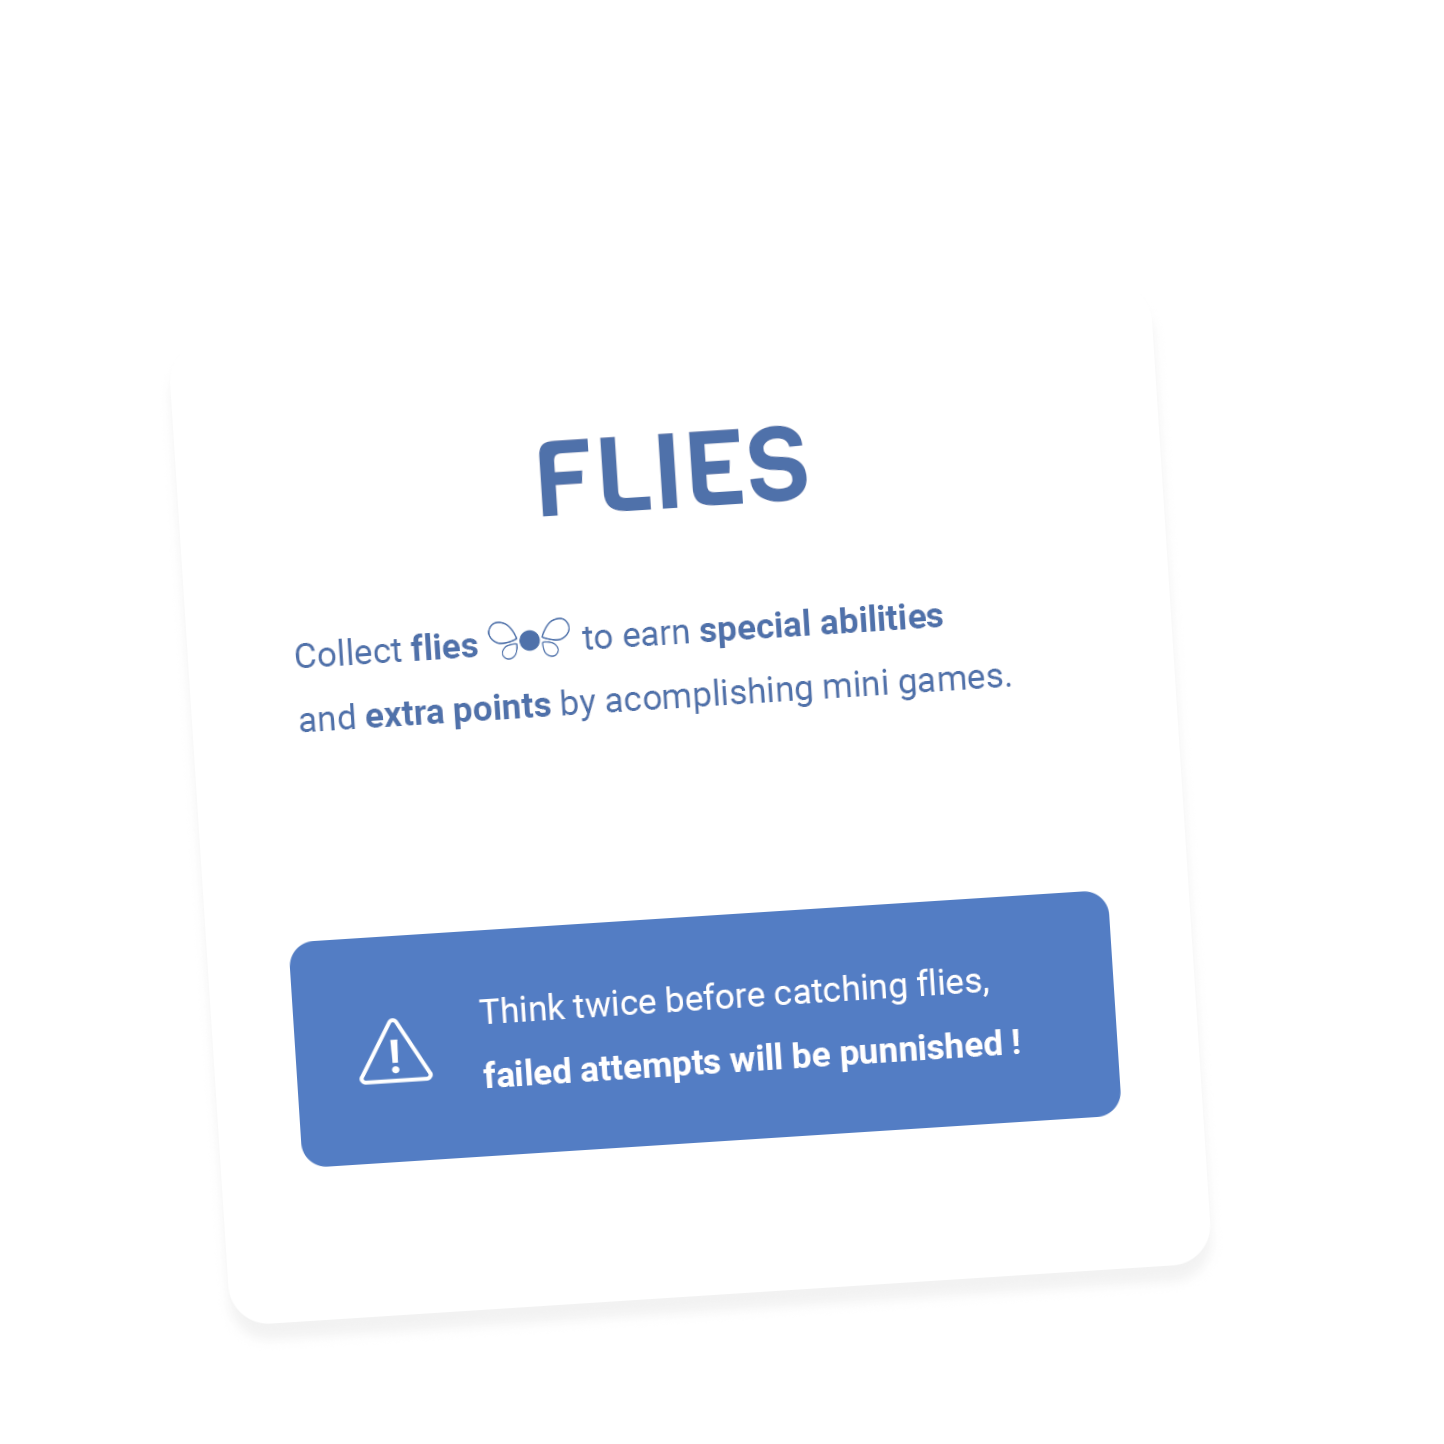 FLIES
Collect flies to earn special abilities
and extra points by acomplishing mini games.
Think twice before catching flies,
failed attempts will be punnished !